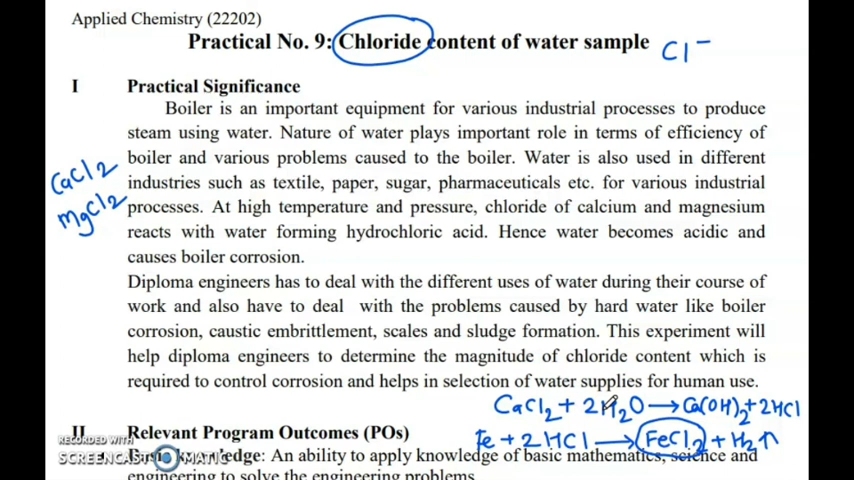 Applied Chemistry (22202)
Practical No. 9: Chloride content of water sample
Cl⁻
I Practical Significance
Boiler is an important equipment for various industrial processes to produce
steam using water. Nature of water plays important role in terms of efficiency of
boiler and various problems caused to the boiler. Water is also used in different
CaCl2
industries such as textile, paper, sugar, pharmaceuticals etc. for various industrial
MgCl2
processes. At high temperature and pressure, chloride of calcium and magnesium
reacts with water forming hydrochloric acid. Hence water becomes acidic and
causes boiler corrosion.
Diploma engineers has to deal with the different uses of water during their course of
work and also have to deal with the problems caused by hard water like boiler
corrosion, caustic embrittlement, scales and sludge formation. This experiment will
help diploma engineers to determine the magnitude of chloride content which is
required to control corrosion and helps in selection of water supplies for human use.
CaCl2 + 2H2O → Ca(OH)2 + 2HCl
II Relevant Program Outcomes (POs)
Fe + 2HCl → FeCl2 + H2↑
RECORDED WITH
SCREENCAST MATIC
Basic knowledge: An ability to apply knowledge of basic mathematics, science and
engineering to solve the engineering problems.